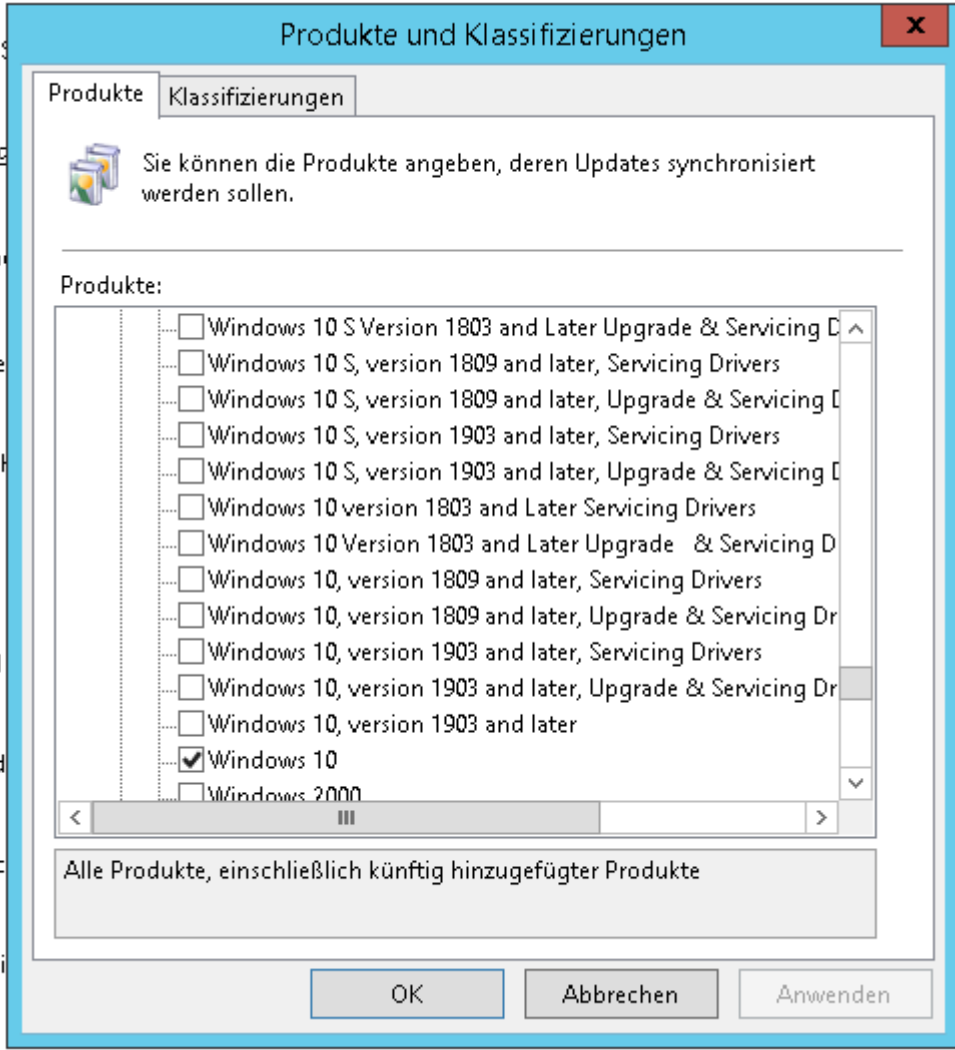 Produkte und Klassifizierungen
x
Produkte
Klassifizierungen
Sie können die Produkte angeben, deren Updates synchronisiert
werden sollen.
Produkte:
Windows 10 S Version 1803 and Later Upgrade & Servicing
Windows 10 S, version 1809 and later, Servicing Drivers
Windows 10 S, version 1809 and later, Upgrade & Servicing
Windows 10 S, version 1903 and later, Servicing Drivers
Windows 10 S, version 1903 and later, Upgrade & Servicing
Windows 10 version 1803 and Later Servicing Drivers
Windows 10 Version 1803 and Later Upgrade & Servicing D
Windows 10, version 1809 and later, Servicing Drivers
Windows 10, version 1809 and later, Upgrade & Servicing Dr
Windows 10, version 1903 and later, Servicing Drivers
Windows 10, version 1903 and later, Upgrade & Servicing Dr
Windows 10, version 1903 and later
Windows 10
Windows 2000
Alle Produkte, einschließlich künftig hinzugefügter Produkte
OK
Abbrechen
Anwenden